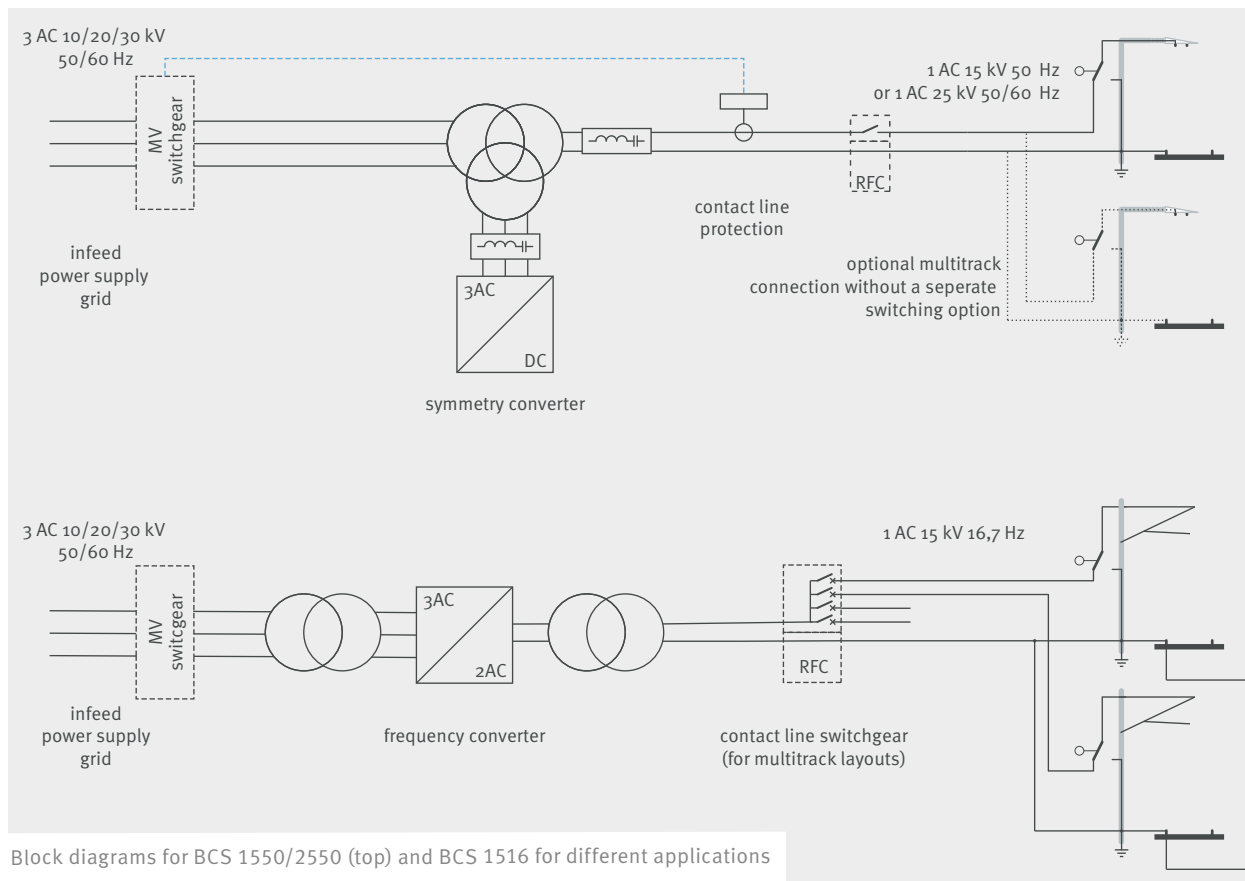 3 AC 10/20/30 kV
50/60 Hz
MV
switchgear
1 AC 15 kV 50 Hz
or 1 AC 25 kV 50/60 Hz
RFC
contact line
protection
infeed
power supply
grid
optional multitrack
connection without a seperate
switching option
3AC
DC
symmetry converter
3 AC 10/20/30 kV
50/60 Hz
MV
switcgear
1 AC 15 kV 16,7 Hz
3AC
2AC
RFC
infeed
power supply
grid
frequency converter
contact line switchgear
(for multitrack layouts)
Block diagrams for BCS 1550/2550 (top) and BCS 1516 for different applications